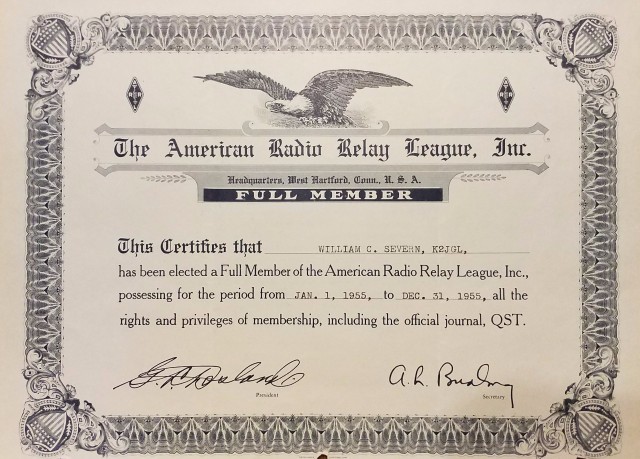 The American Radio Relay League, Inc.
Headquarters, West Hartford, Conn., U. S. A.
FULL MEMBER
This Certifies that WILLIAM C. SEVERN, K2JGL,
has been elected a Full Member of the American Radio Relay League, Inc.,
possessing for the period from JAN. 1, 1955, to DEC. 31, 1955, all the
rights and privileges of membership, including the official journal, QST.
President
Secretary